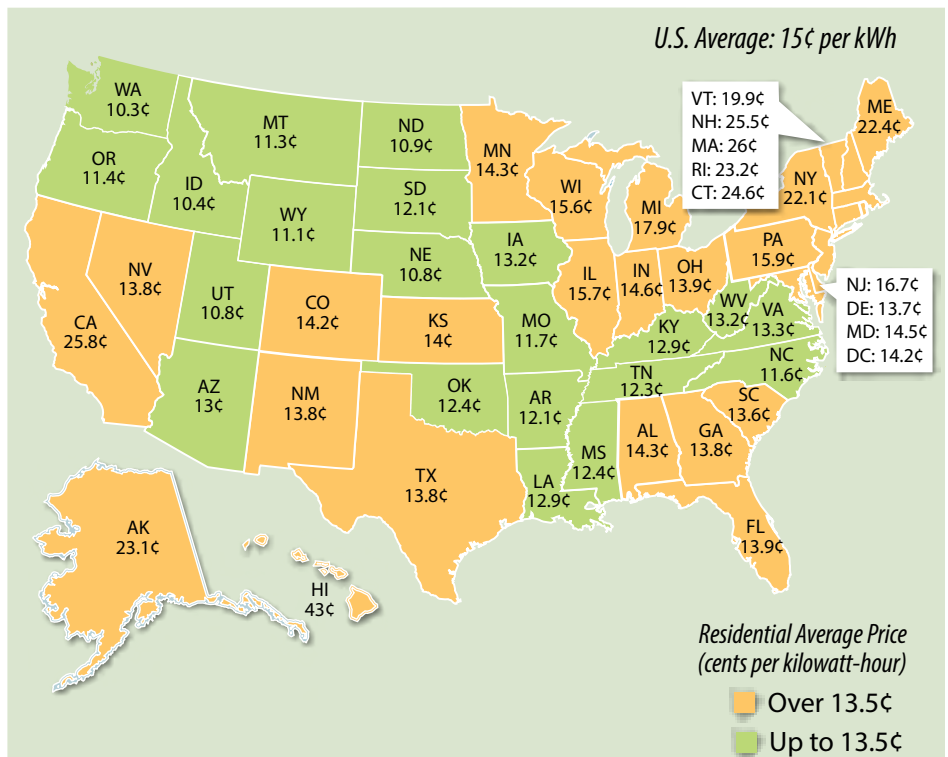 U.S. Average: 15¢ per kWh
WA
10.3¢
MT
11.3¢
ND
10.9¢
MN
14.3¢
VT: 19.9¢
NH: 25.5¢
MA: 26¢
RI: 23.2¢
CT: 24.6¢
ME
22.4¢
OR
11.4¢
ID
10.4¢
WY
11.1¢
SD
12.1¢
WI
15.6¢
MI
17.9¢
NY
22.1¢
NV
13.8¢
UT
10.8¢
CO
14.2¢
NE
10.8¢
IA
13.2¢
IL
15.7¢
IN
14.6¢
OH
13.9¢
PA
15.9¢
NJ: 16.7¢
DE: 13.7¢
MD: 14.5¢
DC: 14.2¢
CA
25.8¢
KS
14¢
MO
11.7¢
KY
12.9¢
WV
13.2¢
VA
13.3¢
AZ
13¢
NM
13.8¢
OK
12.4¢
AR
12.1¢
TN
12.3¢
NC
11.6¢
SC
13.6¢
TX
13.8¢
LA
12.9¢
MS
12.4¢
AL
14.3¢
GA
13.8¢
FL
13.9¢
AK
23.1¢
HI
43¢
Residential Average Price
(cents per kilowatt-hour)
Over 13.5¢
Up to 13.5¢